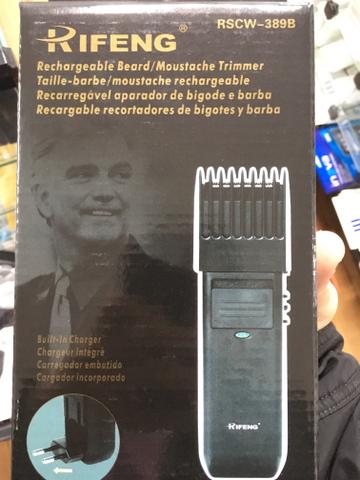 RSCW-389B
RIFENG®
Rechargeable Beard/Moustache Trimmer
Taille-barbe/moustache rechargeable
Recarregável aparador de bigode e barba
Recargable recortadores de bigotes y barba
Built-In Charger
Chargeur Intégré
Carregador embutido
Cargador incorporado
RIFENG®